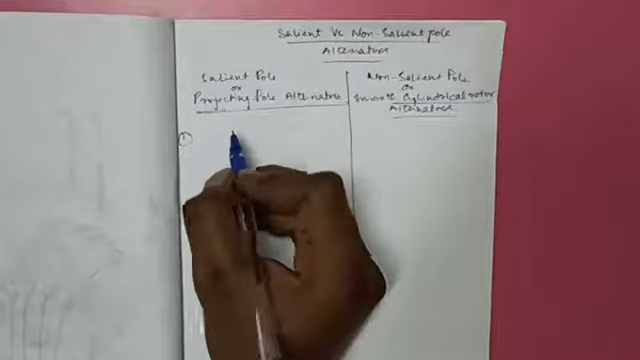 Salient Vs Non-Salient pole
Alternator
Salient Pole
or
Projecting Pole Alternator
Non-Salient Pole
or
Smooth Cylindrical rotor
Alternator
1